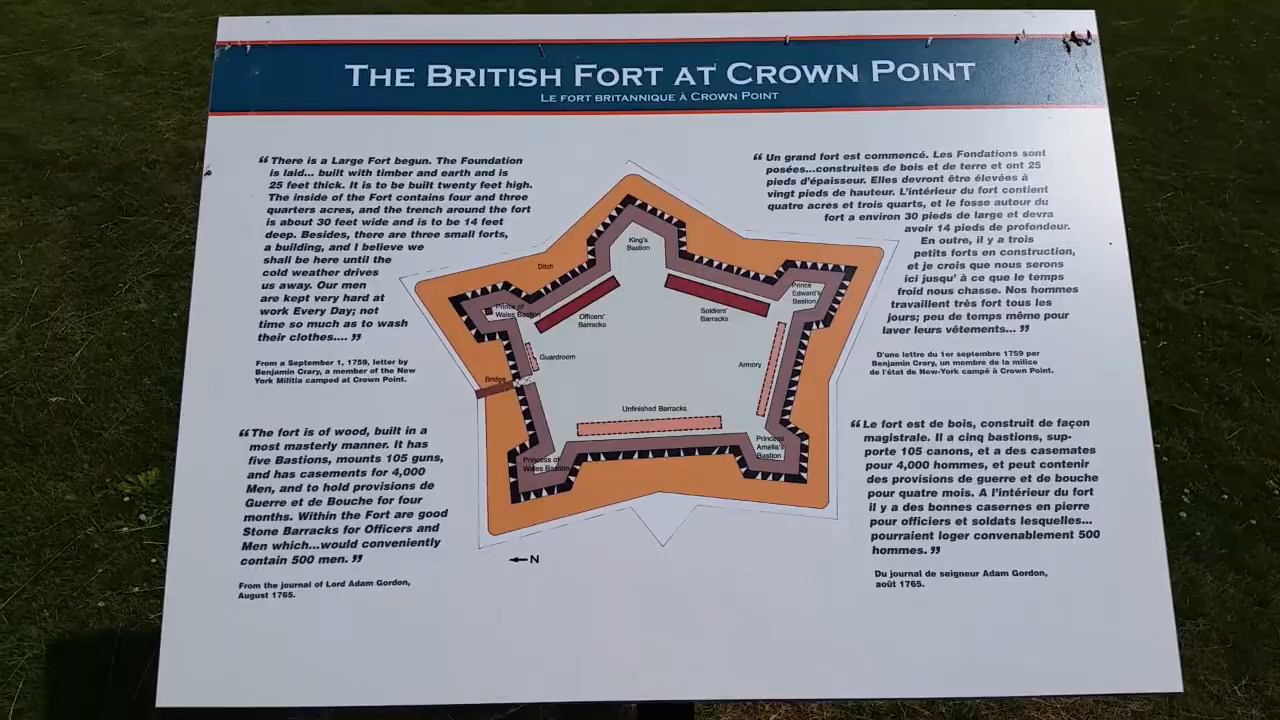 THE BRITISH FORT AT CROWN POINT
LE FORT BRITANNIQUE À CROWN POINT
“There is a Large Fort begun. The Foundation
is laid... built with timber and earth and is
25 feet thick. It is to be built twenty feet high.
The inside of the Fort contains four and three
quarters acres, and the trench around the fort
is about 30 feet wide and is to be 14 feet
deep. Besides, there are three small forts,
a building, and I believe we
shall be here until the
cold weather drives
us away. Our men
are kept very hard at
work Every Day; not
time so much as to wash
their clothes.... ”
From a September 1, 1759, letter by
Benjamin Crary, a member of the New
York Militia camped at Crown Point.
“The fort is of wood, built in a
most masterly manner. It has
five Bastions, mounts 105 guns,
and has casements for 4,000
Men, and to hold provisions de
Guerre et de Bouche for four
months. Within the Fort are good
Stone Barracks for Officers and
Men which...would conveniently
contain 500 men. ”
From the journal of Lord Adam Gordon,
August 1765.
King's
Bastion
Ditch
Prince of
Wales Bastion
Officers'
Barracks
Soldiers'
Barracks
Prince
Edward's
Bastion
Guardroom
Armory
Bridge
Unfinished Barracks
Princess of
Wales Bastion
Princess
Amelia's
Bastion
N
“Un grand fort est commencé. Les Fondations sont
posées...construites de bois et de terre et ont 25
pieds d'épaisseur. Elles devront être élevées à
vingt pieds de hauteur. L'intérieur du fort contient
quatre acres et trois quarts, et le fosse autour du
fort a environ 30 pieds de large et devra
avoir 14 pieds de profondeur.
En outre, il y a trois
petits forts en construction,
et je crois que nous serons
ici jusqu' à ce que le temps
froid nous chasse. Nos hommes
travaillent très fort tous les
jours; peu de temps même pour
laver leurs vêtements... ”
D'une lettre du 1er septembre 1759 par
Benjamin Crary, un membre de la milice
de l'état de New-York campé à Crown Point.
“Le fort est de bois, construit de façon
magistrale. Il a cinq bastions, sup-
porte 105 canons, et a des casemates
pour 4,000 hommes, et peut contenir
des provisions de guerre et de bouche
pour quatre mois. A l'intérieur du fort
il y a des bonnes casernes en pierre
pour officiers et soldats lesquelles...
pourraient loger convenablement 500
hommes. ”
Du journal de seigneur Adam Gordon,
août 1765.